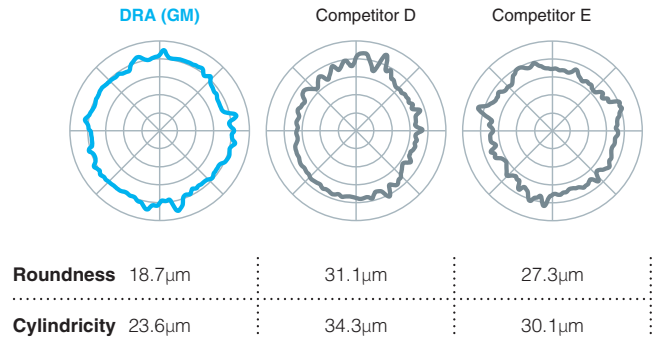 DRA (GM) Competitor D Competitor E
Roundness 18.7μm 31.1μm 27.3μm
Cylindricity 23.6μm 34.3μm 30.1μm